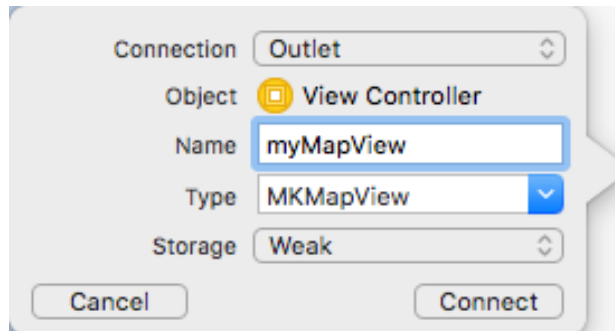 Connection Outlet
Object View Controller
Name myMapView
Type MKMapView
Storage Weak
Cancel Connect